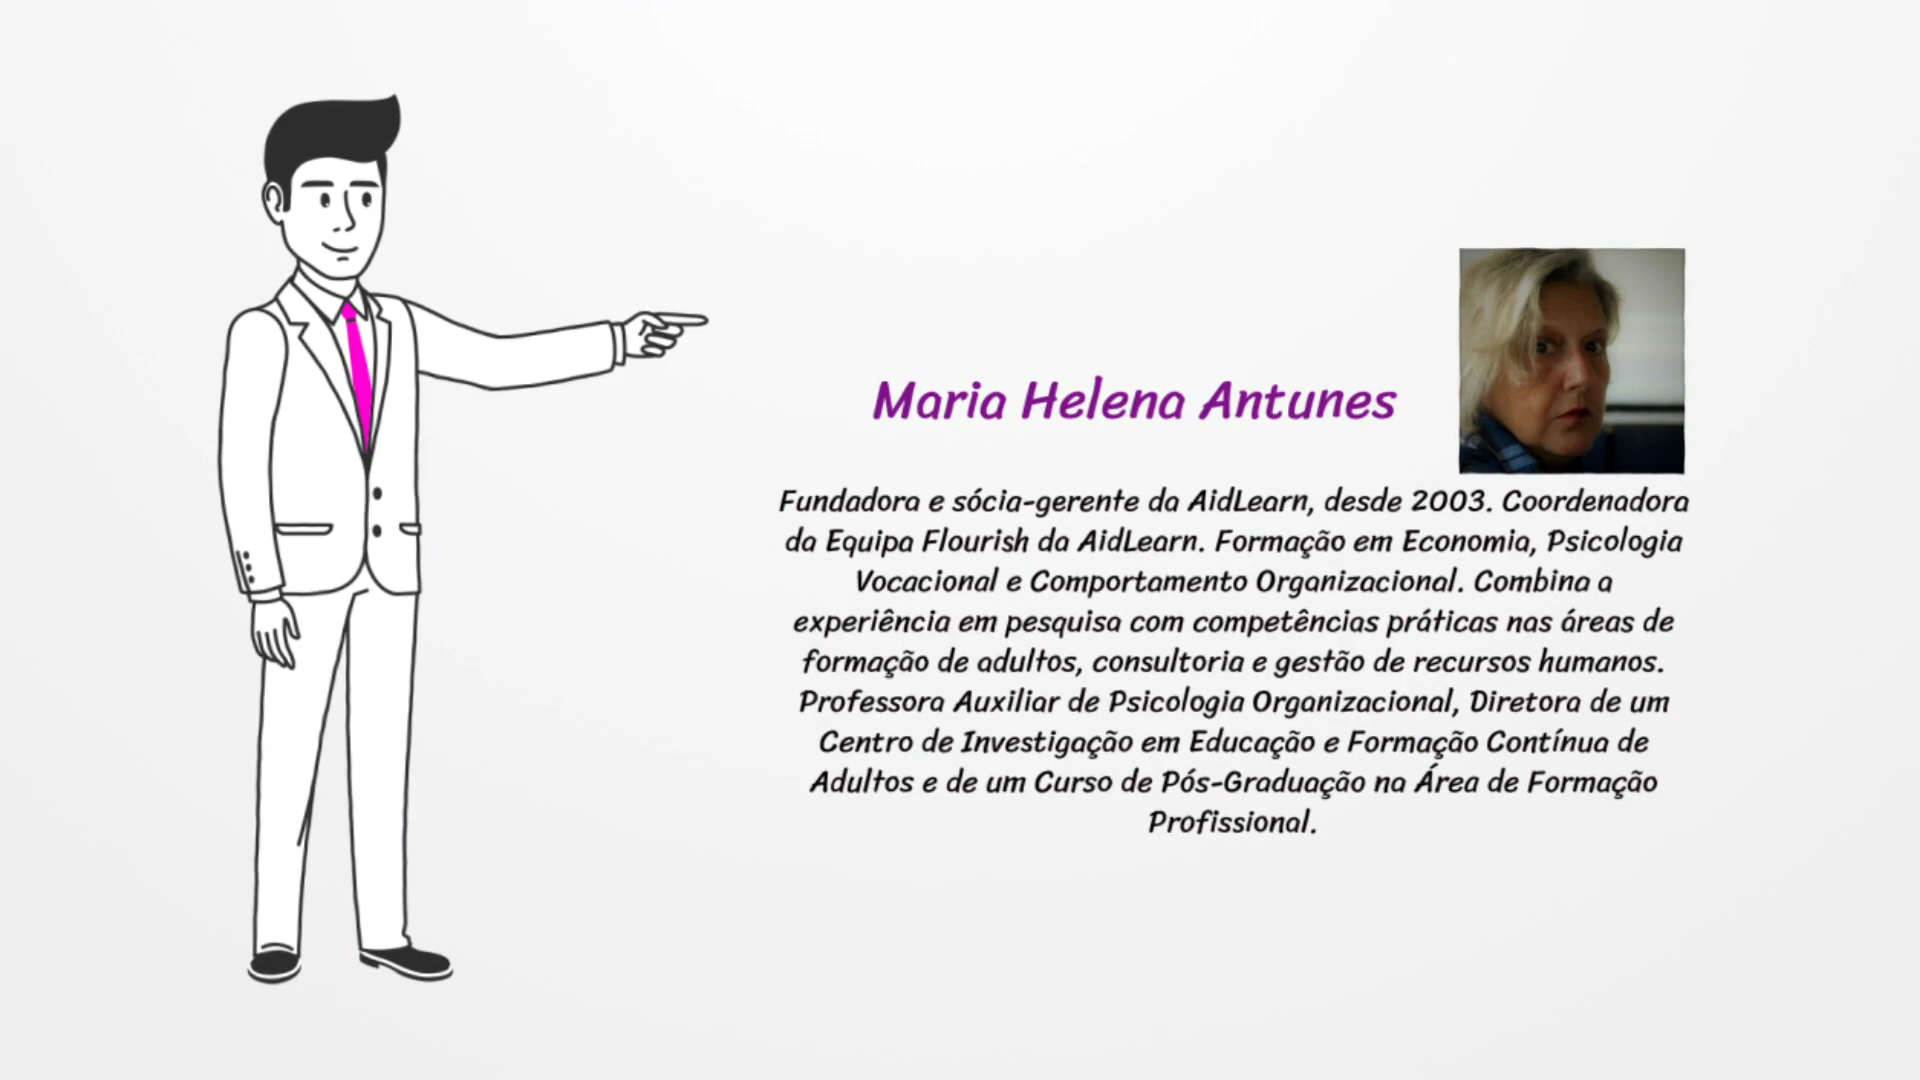 Maria Helena Antunes
Fundadora e sócia-gerente da AidLearn, desde 2003. Coordenadora
da Equipa Flourish da AidLearn. Formação em Economia, Psicologia
Vocacional e Comportamento Organizacional. Combina a
experiência em pesquisa com competências práticas nas áreas de
formação de adultos, consultoria e gestão de recursos humanos.
Professora Auxiliar de Psicologia Organizacional, Diretora de um
Centro de Investigação em Educação e Formação Contínua de
Adultos e de um Curso de Pós-Graduação na Área de Formação
Profissional.